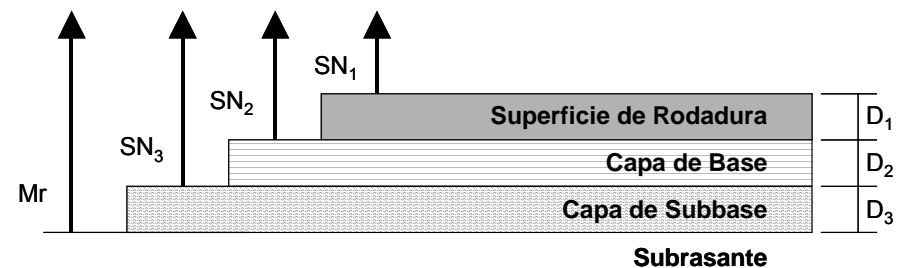 SN1
Superficie de Rodadura
D1
SN2
Capa de Base
D2
SN3
Capa de Subbase
D3
Mr
Subrasante